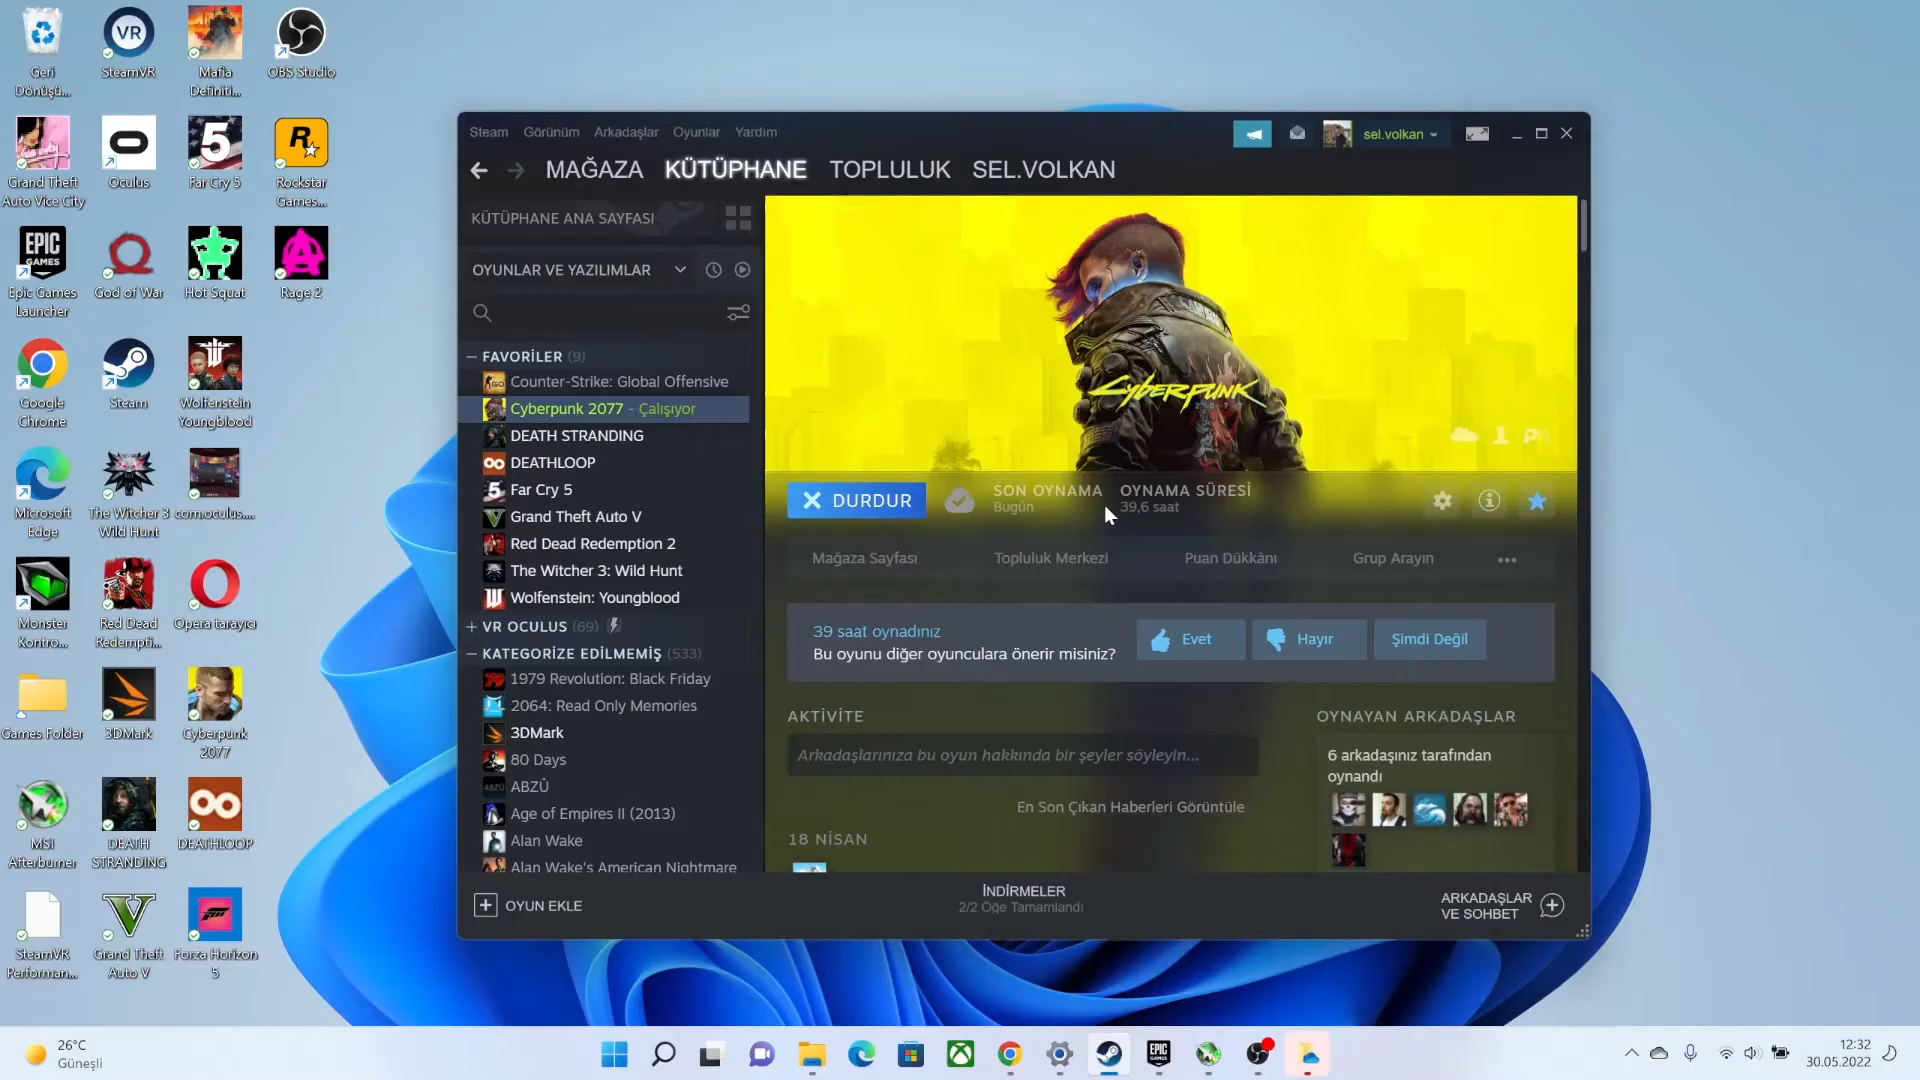 Geri
Dönüşü...
SteamVR
Mafia
Definiti...
OBS Studio
Grand Theft
Auto Vice City
Oculus
Far Cry 5
Rockstar
Games...
EPIC
GAMES
Epic Games
Launcher
God of War
Hot Squat
Rage 2
Google
Chrome
Steam
Wolfenstein
Youngblood
Microsoft
Edge
The Witcher 3
Wild Hunt
com.oculus....
Monster
Kontro...
Red Dead
Redempti...
Opera tarayıcı
Games Folder
3DMark
Cyberpunk
2077
MSI
Afterburner
DEATH
STRANDING
DEATHLOOP
SteamVR
Performan...
Grand Theft
Auto V
Forza Horizon
5
Steam Görünüm Arkadaşlar Oyunlar Yardım
sel.volkan
MAĞAZA KÜTÜPHANE TOPLULUK SEL.VOLKAN
KÜTÜPHANE ANA SAYFASI
OYUNLAR VE YAZILIMLAR
FAVORİLER (9)
Counter-Strike: Global Offensive
Cyberpunk 2077 - Çalışıyor
DEATH STRANDING
DEATHLOOP
Far Cry 5
Grand Theft Auto V
Red Dead Redemption 2
The Witcher 3: Wild Hunt
Wolfenstein: Youngblood
VR OCULUS (69)
KATEGORİZE EDİLMEMİŞ (533)
1979 Revolution: Black Friday
2064: Read Only Memories
3DMark
80 Days
ABZÛ
Age of Empires II (2013)
Alan Wake
Alan Wake's American Nightmare
OYUN EKLE
Cyberpunk
2077
DURDUR
SON OYNAMA
Bugün
OYNAMA SÜRESİ
39,6 saat
Mağaza Sayfası Topluluk Merkezi Puan Dükkânı Grup Arayın
39 saat oynadınız
Bu oyunu diğer oyunculara önerir misiniz?
Evet
Hayır
Şimdi Değil
AKTİVİTE
Arkadaşlarınıza bu oyun hakkında bir şeyler söyleyin...
En Son Çıkan Haberleri Görüntüle
18 NİSAN
OYNAYAN ARKADAŞLAR
6 arkadaşınız tarafından
oynandı
İNDİRMELER
2/2 Öğe Tamamlandı
ARKADAŞLAR
VE SOHBET
26°C
Güneşli
12:32
30.05.2022